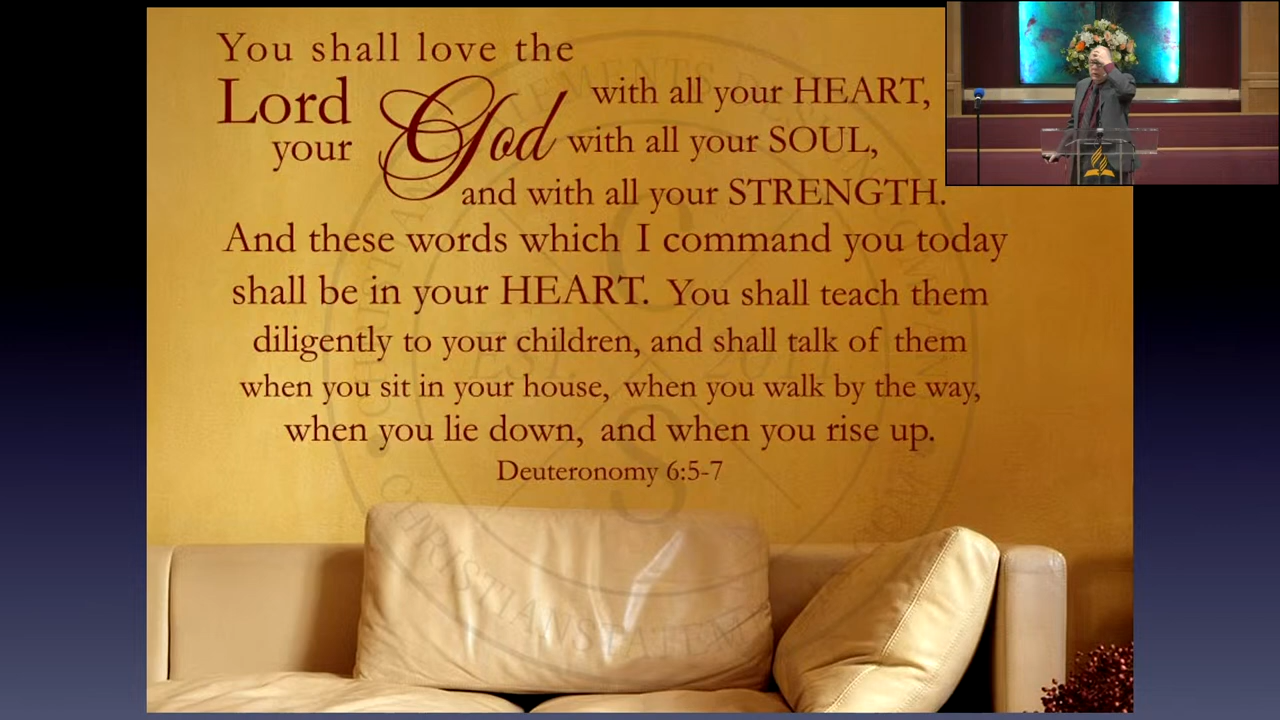 You shall love the
Lord your God with all your HEART,
with all your SOUL,
and with all your STRENGTH.
And these words which I command you today
shall be in your HEART. You shall teach them
diligently to your children, and shall talk of them
when you sit in your house, when you walk by the way,
when you lie down, and when you rise up.
Deuteronomy 6:5-7
EST. 2011